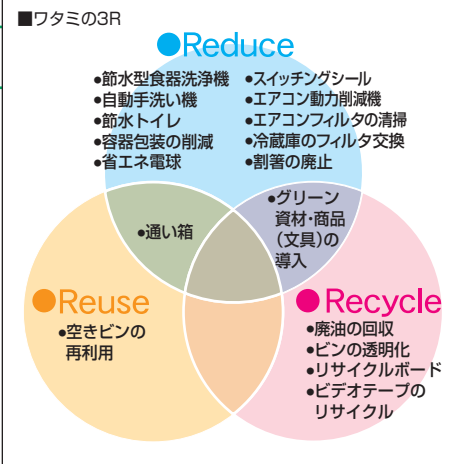 ■ワタミの3R
●Reduce
●節水型食器洗浄機
●自動手洗い機
●節水トイレ
●容器包装の削減
●省エネ電球
●スイッチングシール
●エアコン動力削減機
●エアコンフィルタの清掃
●冷蔵庫のフィルタ交換
●割箸の廃止
●通い箱
●グリーン
資材・商品
（文具）の
導入
●Reuse
●空きビンの
再利用
●Recycle
●廃油の回収
●ビンの透明化
●リサイクルボード
●ビデオテープの
リサイクル